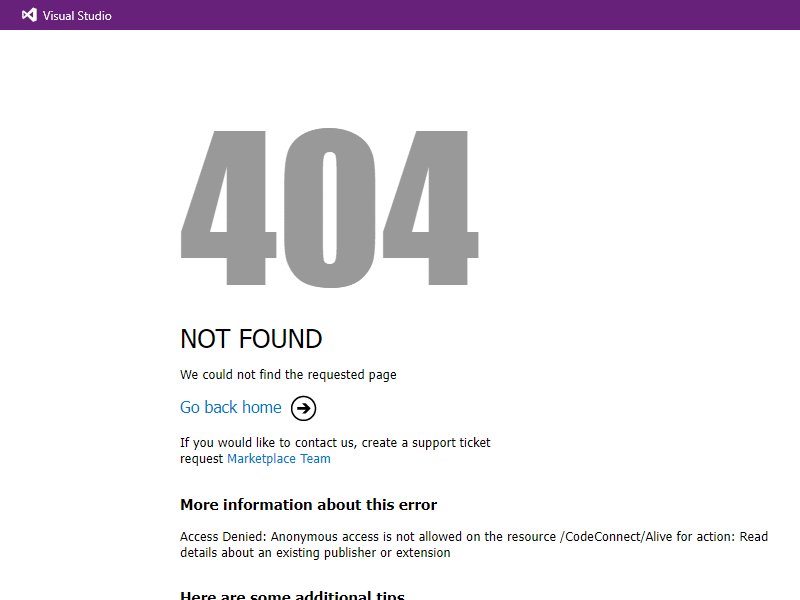 Visual Studio
404
NOT FOUND
We could not find the requested page
Go back home
If you would like to contact us, create a support ticket
request Marketplace Team
More information about this error
Access Denied: Anonymous access is not allowed on the resource /CodeConnect/Alive for action: Read
details about an existing publisher or extension
Here are some additional tips